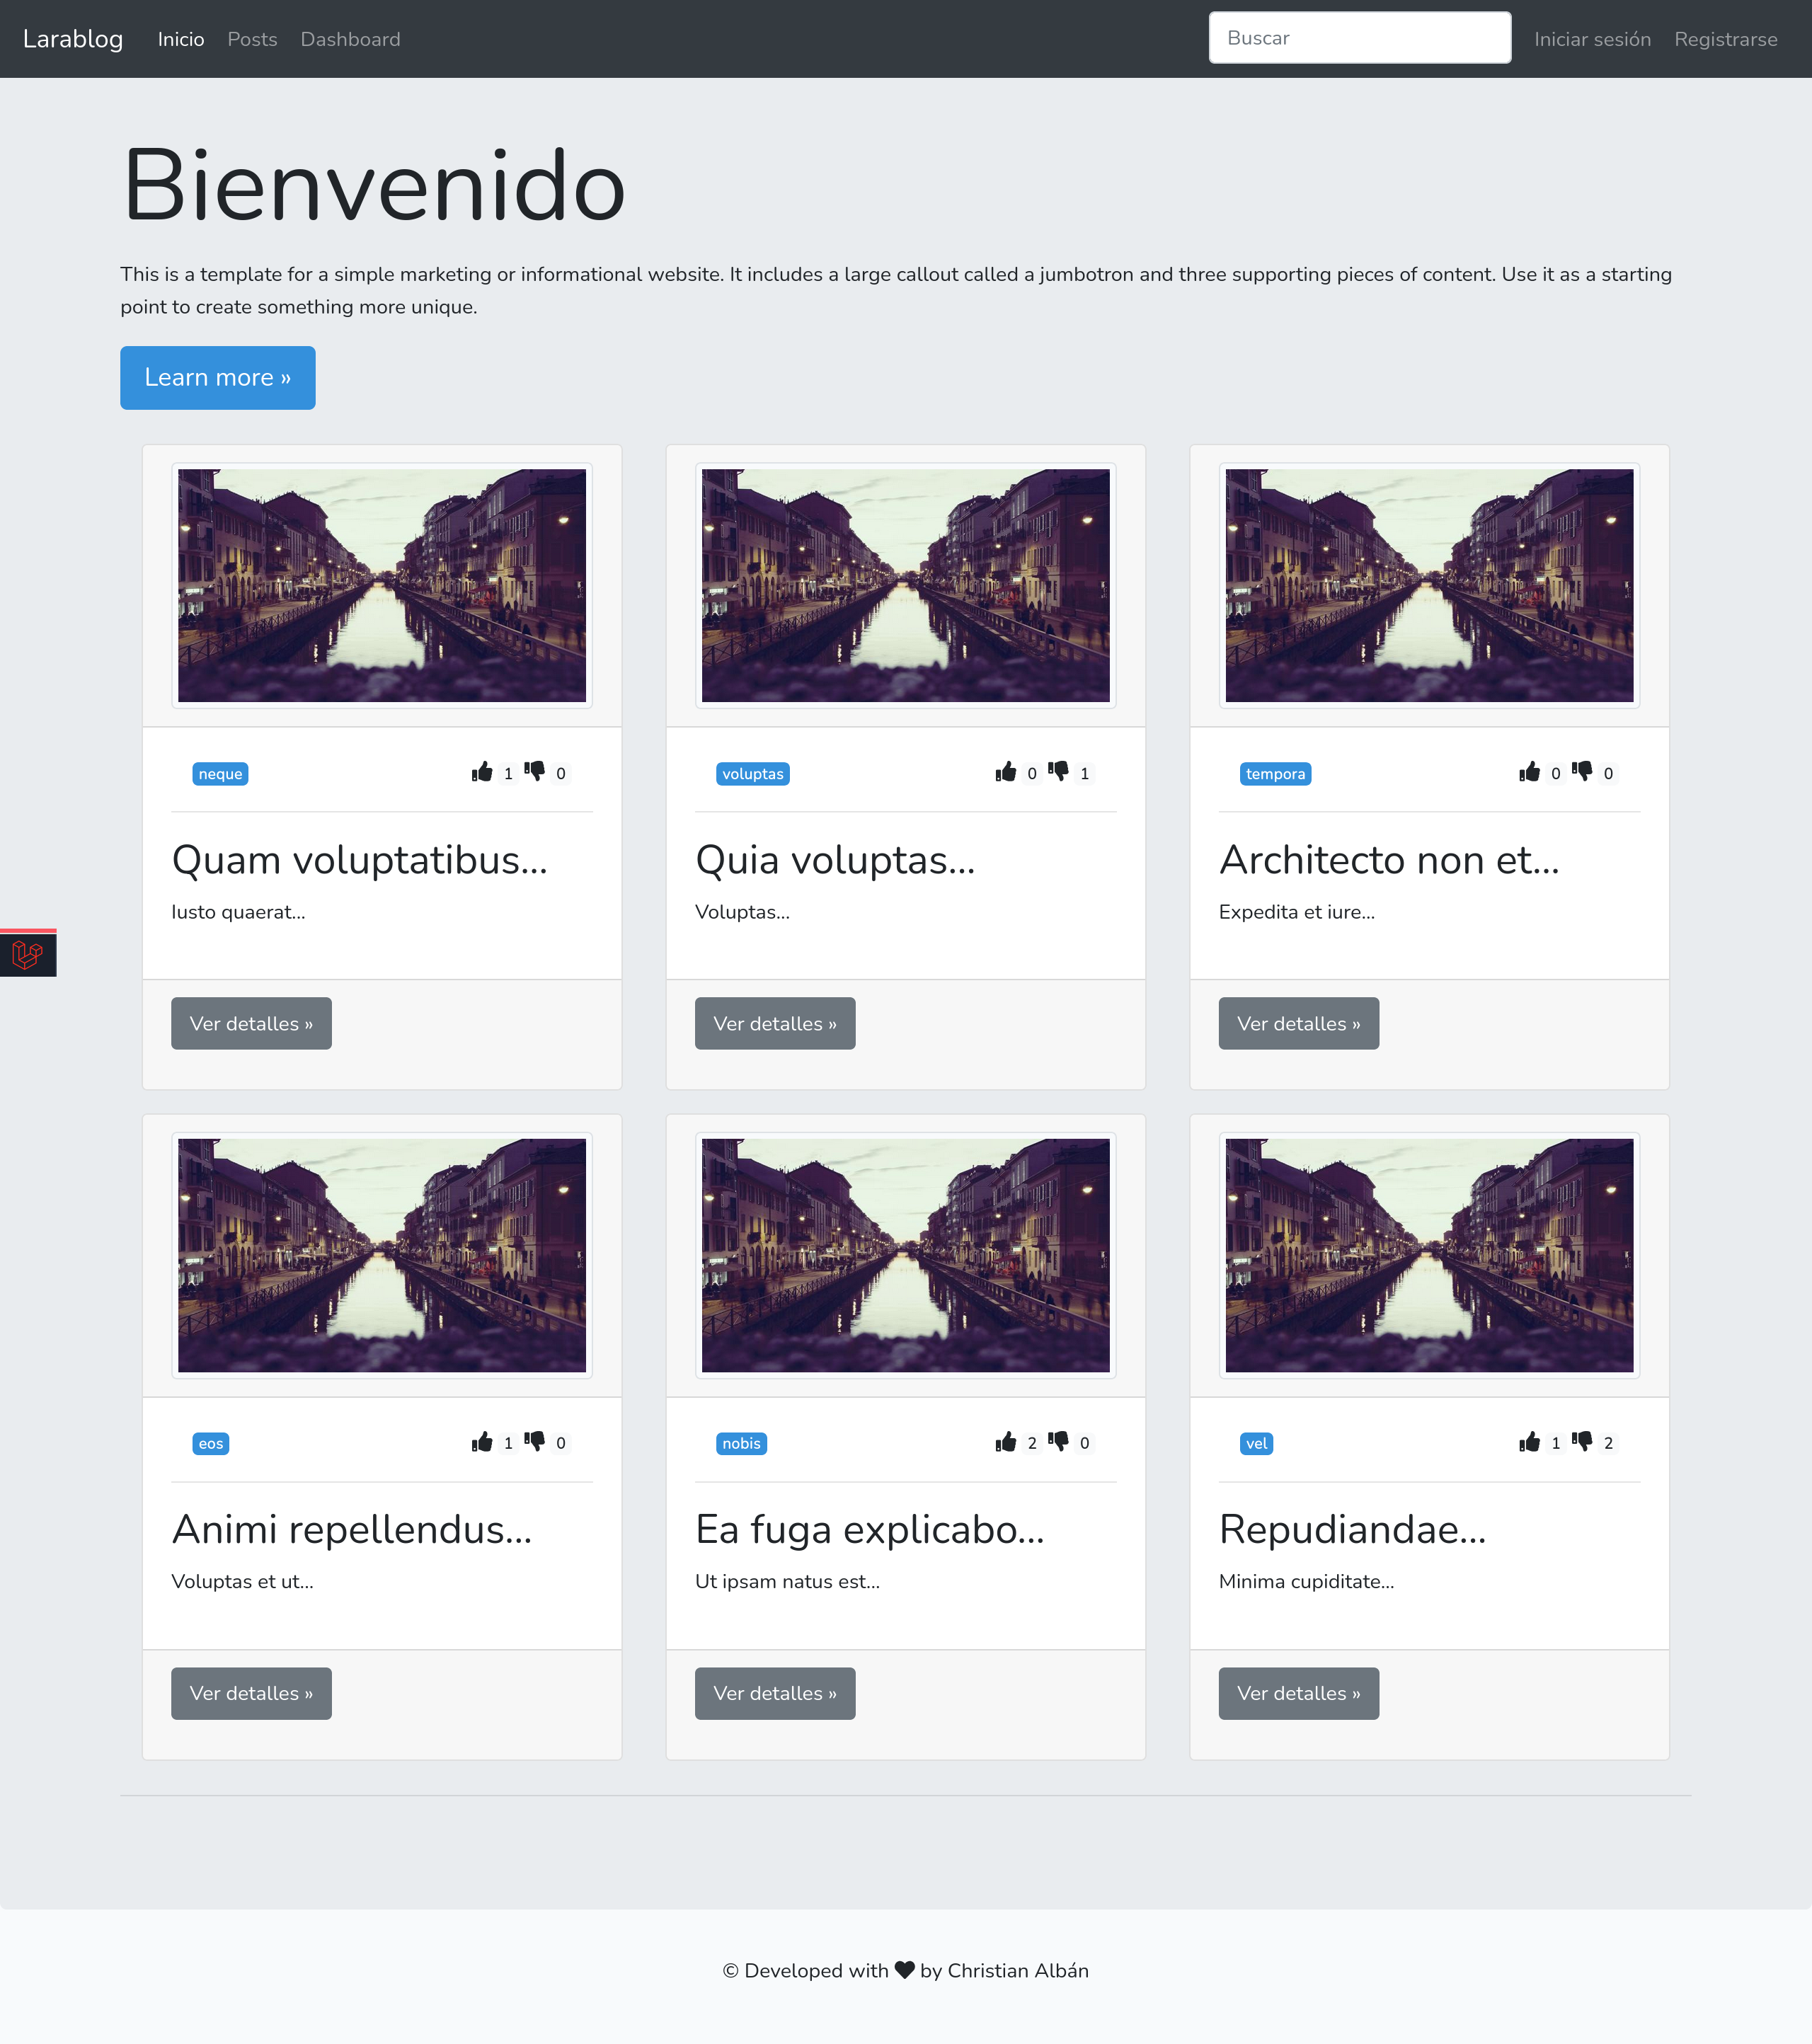 Larablog Inicio Posts Dashboard Buscar Iniciar sesión Registrarse
Bienvenido
This is a template for a simple marketing or informational website. It includes a large callout called a jumbotron and three supporting pieces of content. Use it as a starting
point to create something more unique.
Learn more »
neque 1 0
Quam voluptatibus...
Iusto quaerat...
Ver detalles »
voluptas 0 1
Quia voluptas...
Voluptas...
Ver detalles »
tempora 0 0
Architecto non et...
Expedita et iure...
Ver detalles »
eos 1 0
Animi repellendus...
Voluptas et ut...
Ver detalles »
nobis 2 0
Ea fuga explicabo...
Ut ipsam natus est...
Ver detalles »
vel 1 2
Repudiandae...
Minima cupiditate...
Ver detalles »
© Developed with ♥ by Christian Albán